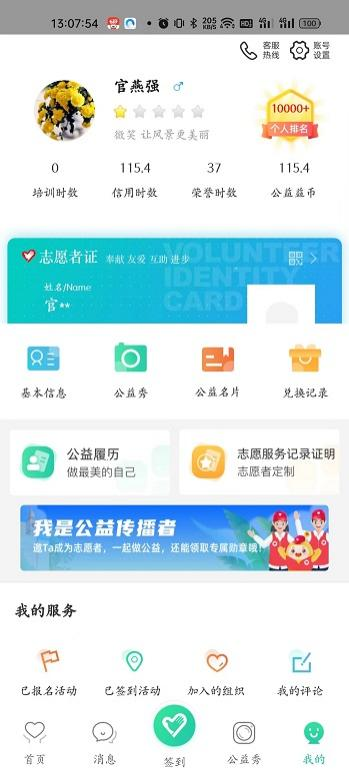 13:07:54
205
KB/S
HD
4G
4G
100
客服
热线
账号
设置
官燕强
10000+
个人排名
微笑 让风景更美丽
0 115.4 37 115.4
培训时数 信用时数 荣誉时数 公益益币
志愿者证 奉献 友爱 互助 进步
VOLUNTEER
IDENTITY
CARD
姓名/Name
官**
基本信息 公益秀 公益名片 兑换记录
公益履历
做最美的自己
志愿服务记录证明
志愿者定制
我是公益传播者
邀Ta成为志愿者，一起做公益，还能领取专属勋章哦！
我的服务
已报名活动 已签到活动 加入的组织 我的评论
首页 消息 签到 公益秀 我的